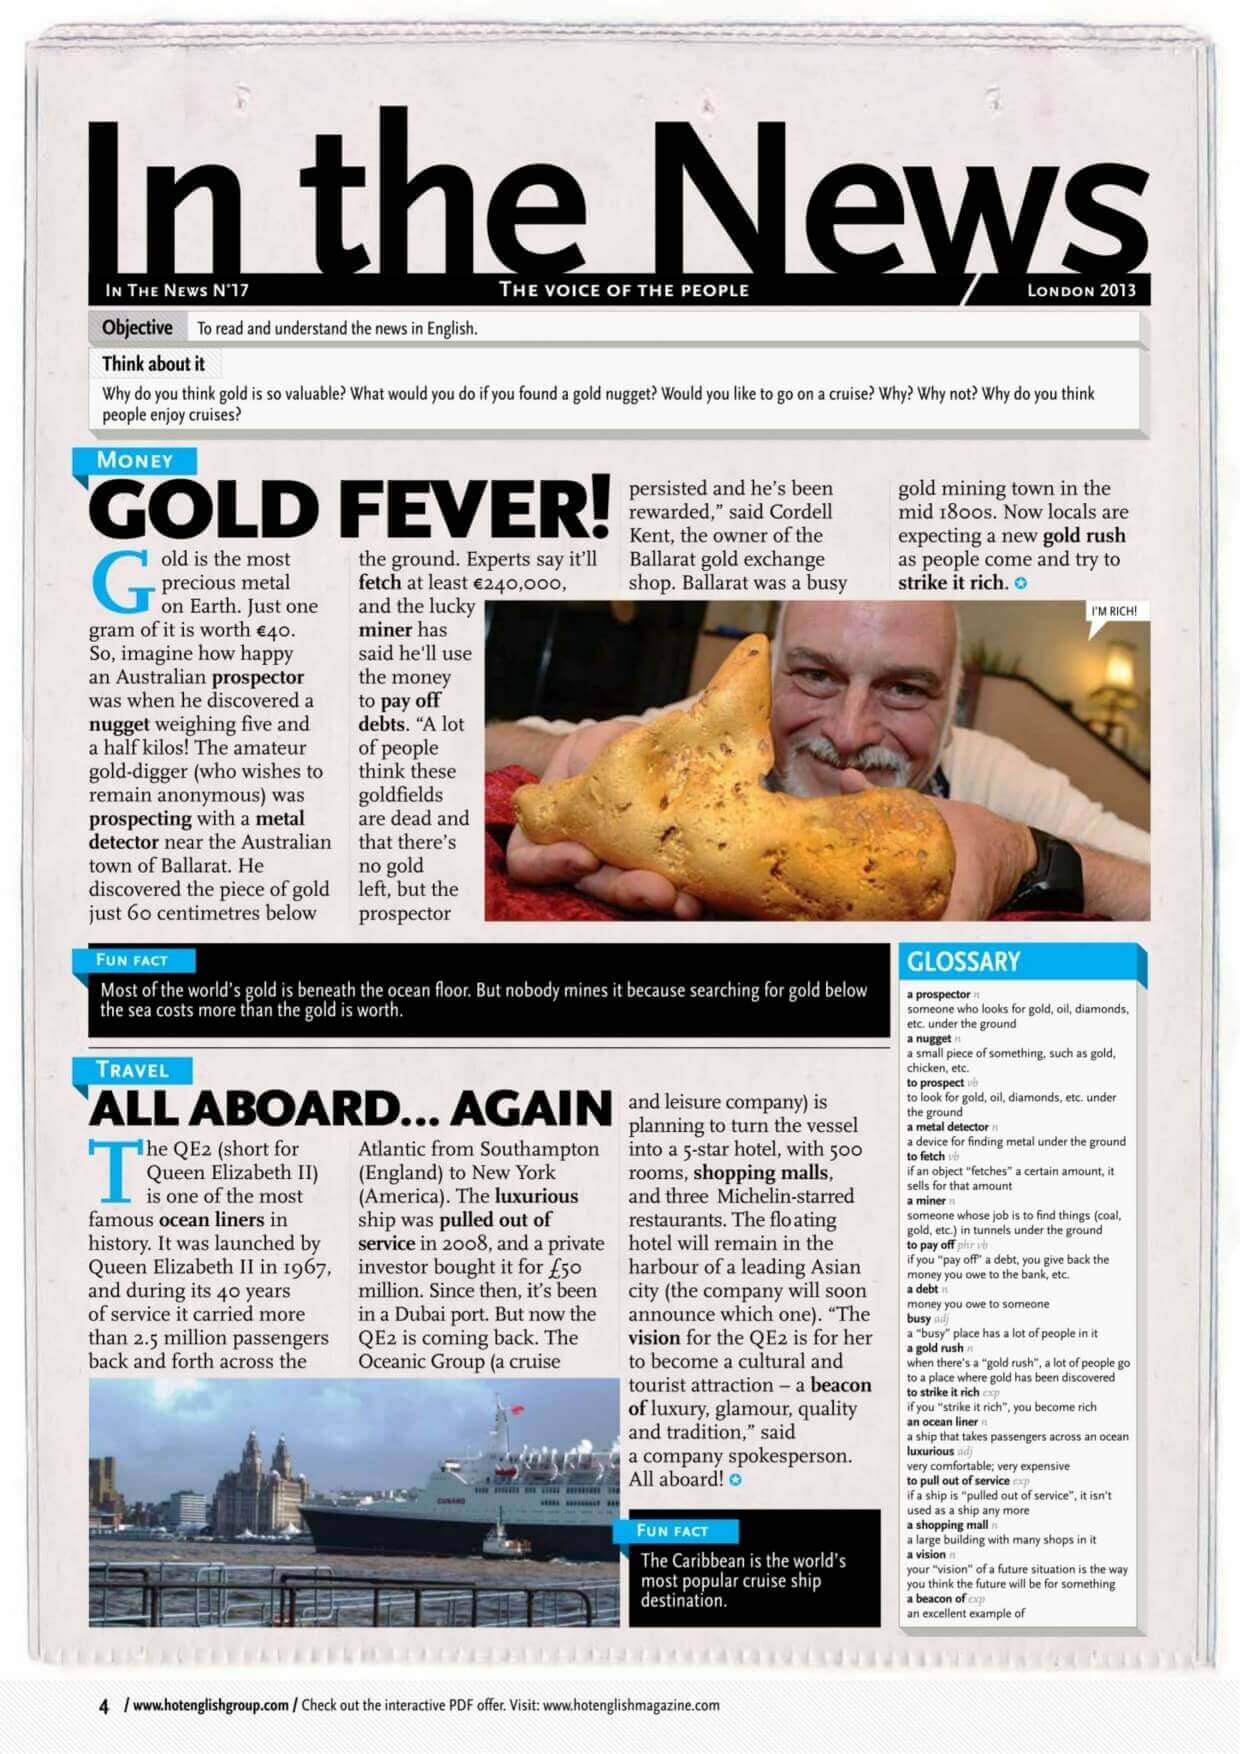 In the News
IN THE NEWS N°17
THE VOICE OF THE PEOPLE
LONDON 2013
Objective
To read and understand the news in English.
Think about it
Why do you think gold is so valuable? What would you do if you found a gold nugget? Would you like to go on a cruise? Why? Why not? Why do you think
people enjoy cruises?
MONEY
GOLD FEVER!
Gold is the most
precious metal
on Earth. Just one
gram of it is worth €40.
So, imagine how happy
an Australian prospector
was when he discovered a
nugget weighing five and
a half kilos! The amateur
gold-digger (who wishes to
remain anonymous) was
prospecting with a metal
detector near the Australian
town of Ballarat. He
discovered the piece of gold
just 60 centimetres below
the ground. Experts say it'll
fetch at least €240,000,
and the lucky
miner has
said he'll use
the money
to pay off
debts. “A lot
of people
think these
goldfields
are dead and
that there's
no gold
left, but the
prospector
persisted and he's been
rewarded,” said Cordell
Kent, the owner of the
Ballarat gold exchange
shop. Ballarat was a busy
gold mining town in the
mid 1800s. Now locals are
expecting a new gold rush
as people come and try to
strike it rich.
I'M RICH!
FUN FACT
Most of the world's gold is beneath the ocean floor. But nobody mines it because searching for gold below
the sea costs more than the gold is worth.
TRAVEL
ALL ABOARD... AGAIN
The QE2 (short for
Queen Elizabeth II)
is one of the most
famous ocean liners in
history. It was launched by
Queen Elizabeth II in 1967,
and during its 40 years
of service it carried more
than 2.5 million passengers
back and forth across the
Atlantic from Southampton
(England) to New York
(America). The luxurious
ship was pulled out of
service in 2008, and a private
investor bought it for £50
million. Since then, it's been
in a Dubai port. But now the
QE2 is coming back. The
Oceanic Group (a cruise
and leisure company) is
planning to turn the vessel
into a 5-star hotel, with 500
rooms, shopping malls,
and three Michelin-starred
restaurants. The floating
hotel will remain in the
harbour of a leading Asian
city (the company will soon
announce which one). “The
vision for the QE2 is for her
to become a cultural and
tourist attraction – a beacon
of luxury, glamour, quality
and tradition,” said
a company spokesperson.
All aboard!
CUNARD
FUN FACT
The Caribbean is the world's
most popular cruise ship
destination.
GLOSSARY
a prospector n
someone who looks for gold, oil, diamonds,
etc. under the ground
a nugget n
a small piece of something, such as gold,
chicken, etc.
to prospect vb
to look for gold, oil, diamonds, etc. under
the ground
a metal detector n
a device for finding metal under the ground
to fetch vb
if an object “fetches” a certain amount, it
sells for that amount
a miner n
someone whose job is to find things (coal,
gold, etc.) in tunnels under the ground
to pay off phr vb
if you “pay off” a debt, you give back the
money you owe to the bank, etc.
a debt n
money you owe to someone
busy adj
a “busy” place has a lot of people in it
a gold rush n
when there's a “gold rush”, a lot of people go
to a place where gold has been discovered
to strike it rich exp
if you “strike it rich”, you become rich
an ocean liner n
a ship that takes passengers across an ocean
luxurious adj
very comfortable; very expensive
to pull out of service exp
if a ship is “pulled out of service”, it isn't
used as a ship any more
a shopping mall n
a large building with many shops in it
a vision n
your “vision” of a future situation is the way
you think the future will be for something
a beacon of exp
an excellent example of
4 / www.hotenglishgroup.com / Check out the interactive PDF offer. Visit: www.hotenglishmagazine.com